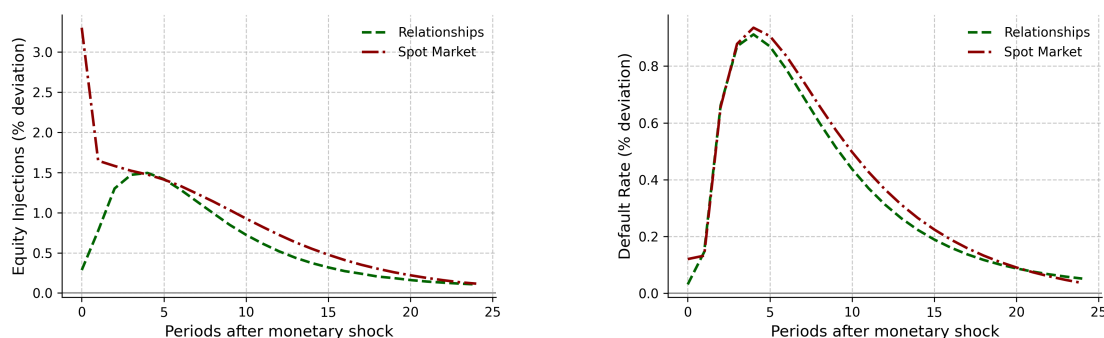 Equity Injections (% deviation)
3.0
2.5
2.0
1.5
1.0
0.5
0.0
Relationships
Spot Market
0 5 10 15 20 25
Periods after monetary shock
Default Rate (% deviation)
0.8
0.6
0.4
0.2
0.0
Relationships
Spot Market
0 5 10 15 20 25
Periods after monetary shock